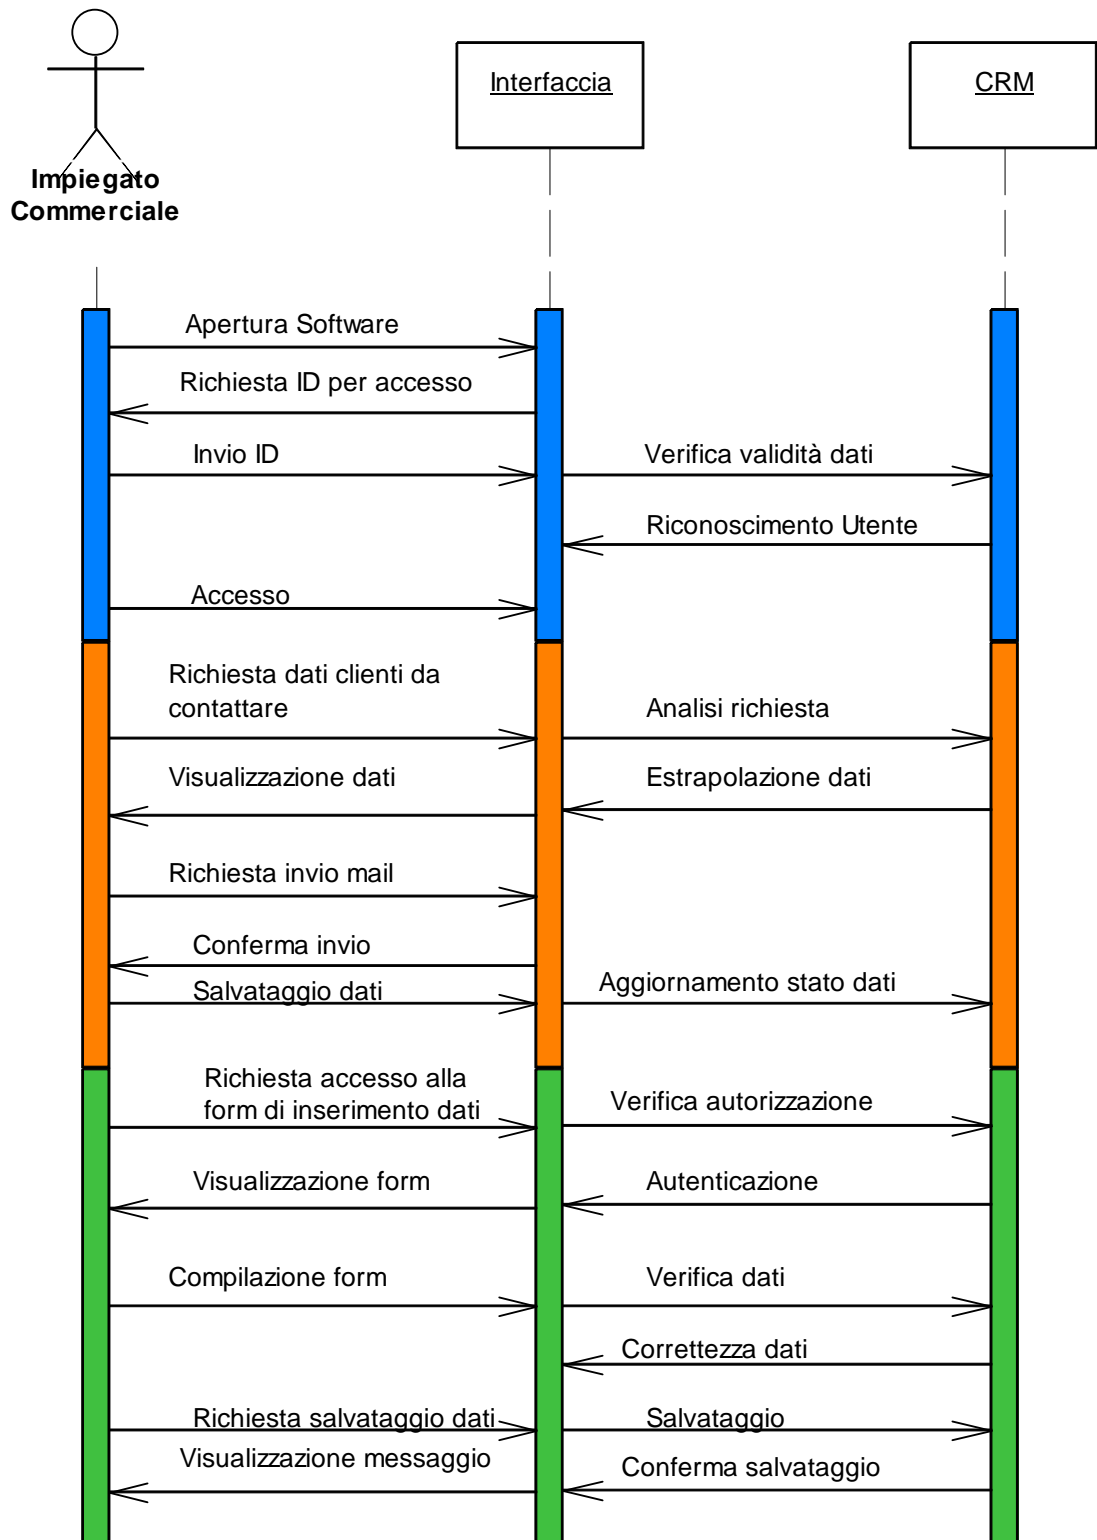 Interfaccia
CRM
Impiegato
Commerciale
Apertura Software
Richiesta ID per accesso
Invio ID
Verifica validità dati
Riconoscimento Utente
Accesso
Richiesta dati clienti da
contattare
Analisi richiesta
Visualizzazione dati
Estrapolazione dati
Richiesta invio mail
Conferma invio
Salvataggio dati
Aggiornamento stato dati
Richiesta accesso alla
form di inserimento dati
Verifica autorizzazione
Visualizzazione form
Autenticazione
Compilazione form
Verifica dati
Correttezza dati
Richiesta salvataggio dati
Salvataggio
Visualizzazione messaggio
Conferma salvataggio